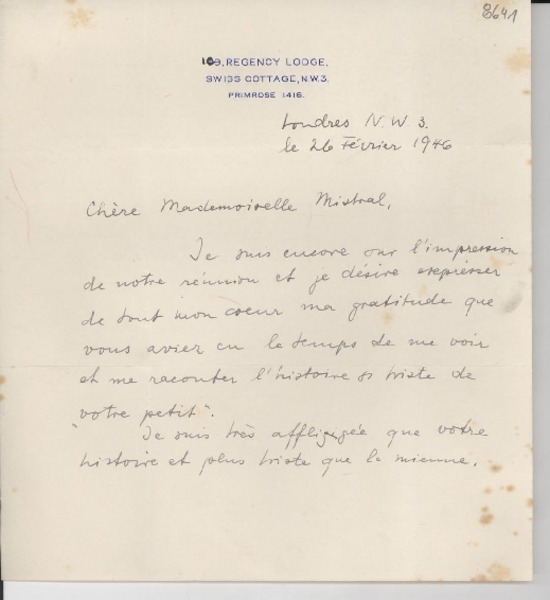 8641
109, REGENCY LODGE,
SWISS COTTAGE, N.W.3.
PRIMROSE 1416.
Londres N.W.3.
le 26 Février 1946
Chère Mademoiselle Mistral,
Je suis encore sur l'impression
de notre réunion et je désire expresser
de tout mon coeur ma gratitude que
vous aviez eu le temps de me voir
et me raconter l'histoire si triste de
votre petit".
"Je suis très affligée que votre
histoire et plus triste que la mienne.